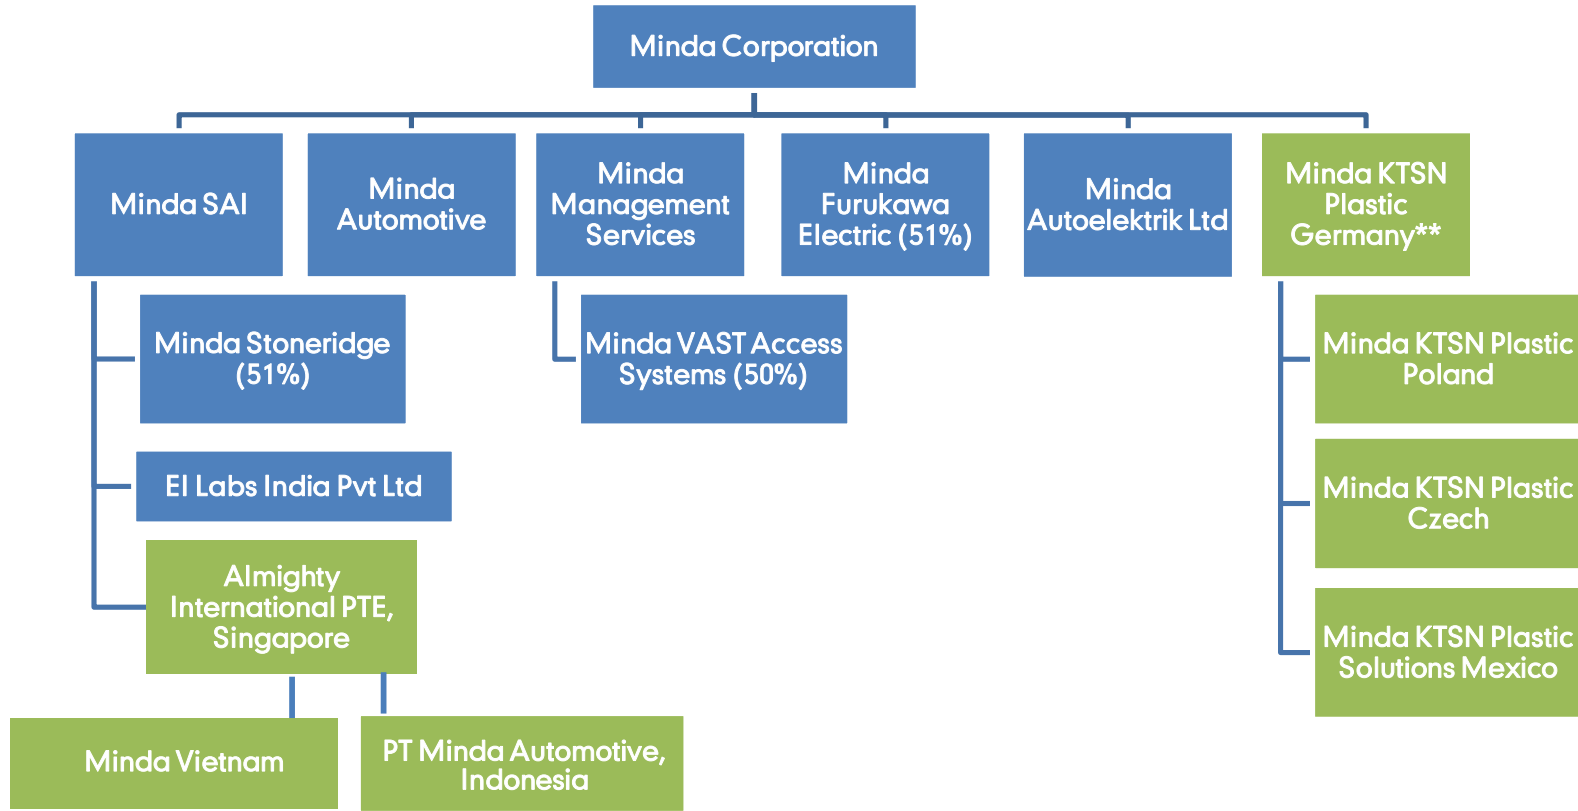 Minda Corporation
Minda SAI
Minda
Automotive
Minda
Management
Services
Minda
Furukawa
Electric (51%)
Minda
Autoelektrik Ltd
Minda KTSN
Plastic
Germany**
Minda Stoneridge
(51%)
Minda VAST Access
Systems (50%)
Minda KTSN Plastic
Poland
EI Labs India Pvt Ltd
Minda KTSN Plastic
Czech
Almighty
International PTE,
Singapore
Minda KTSN Plastic
Solutions Mexico
Minda Vietnam
PT Minda Automotive,
Indonesia